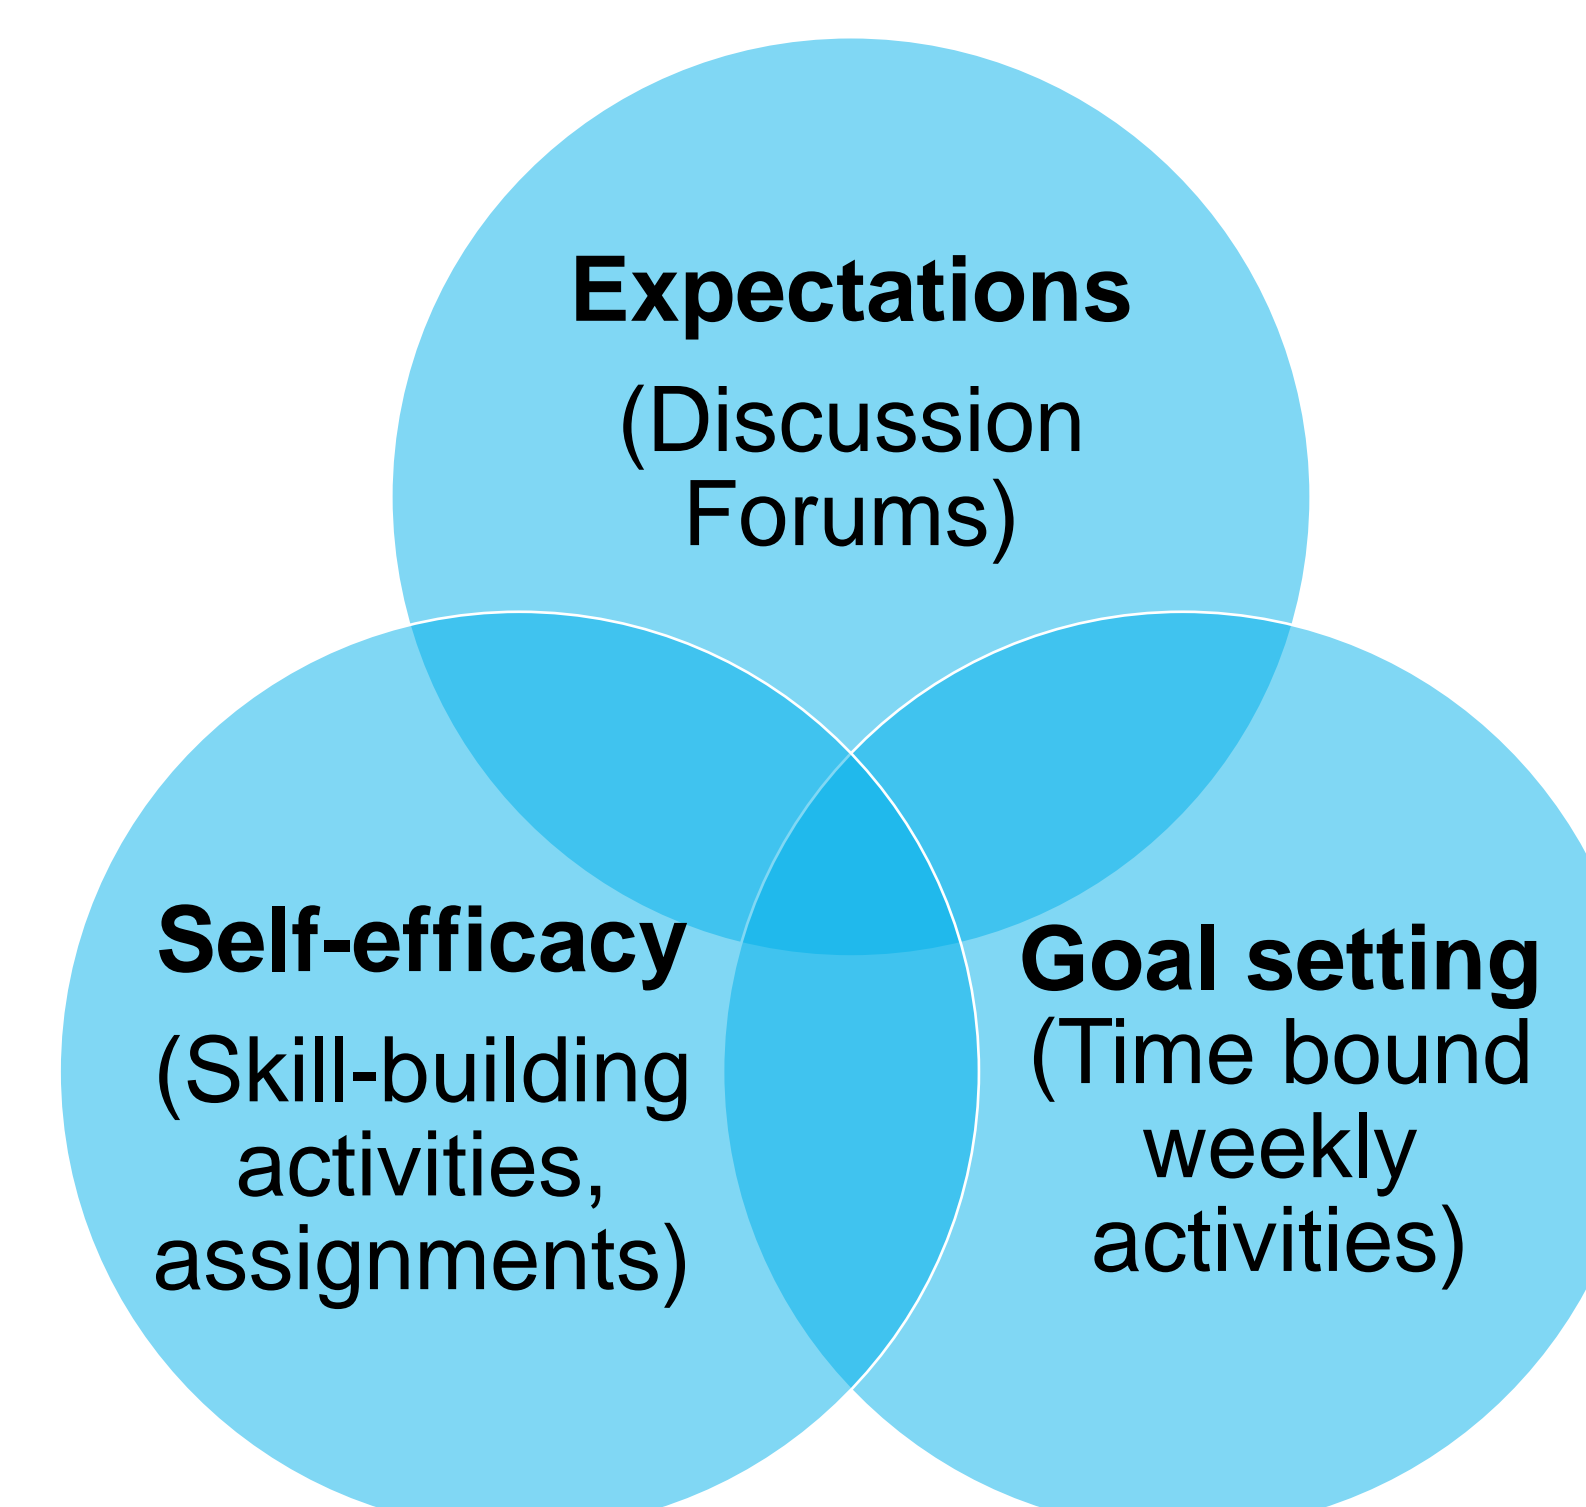 Expectations
(Discussion
Forums)
Self-efficacy
(Skill-building
activities,
assignments)
Goal setting
(Time bound
weekly
activities)